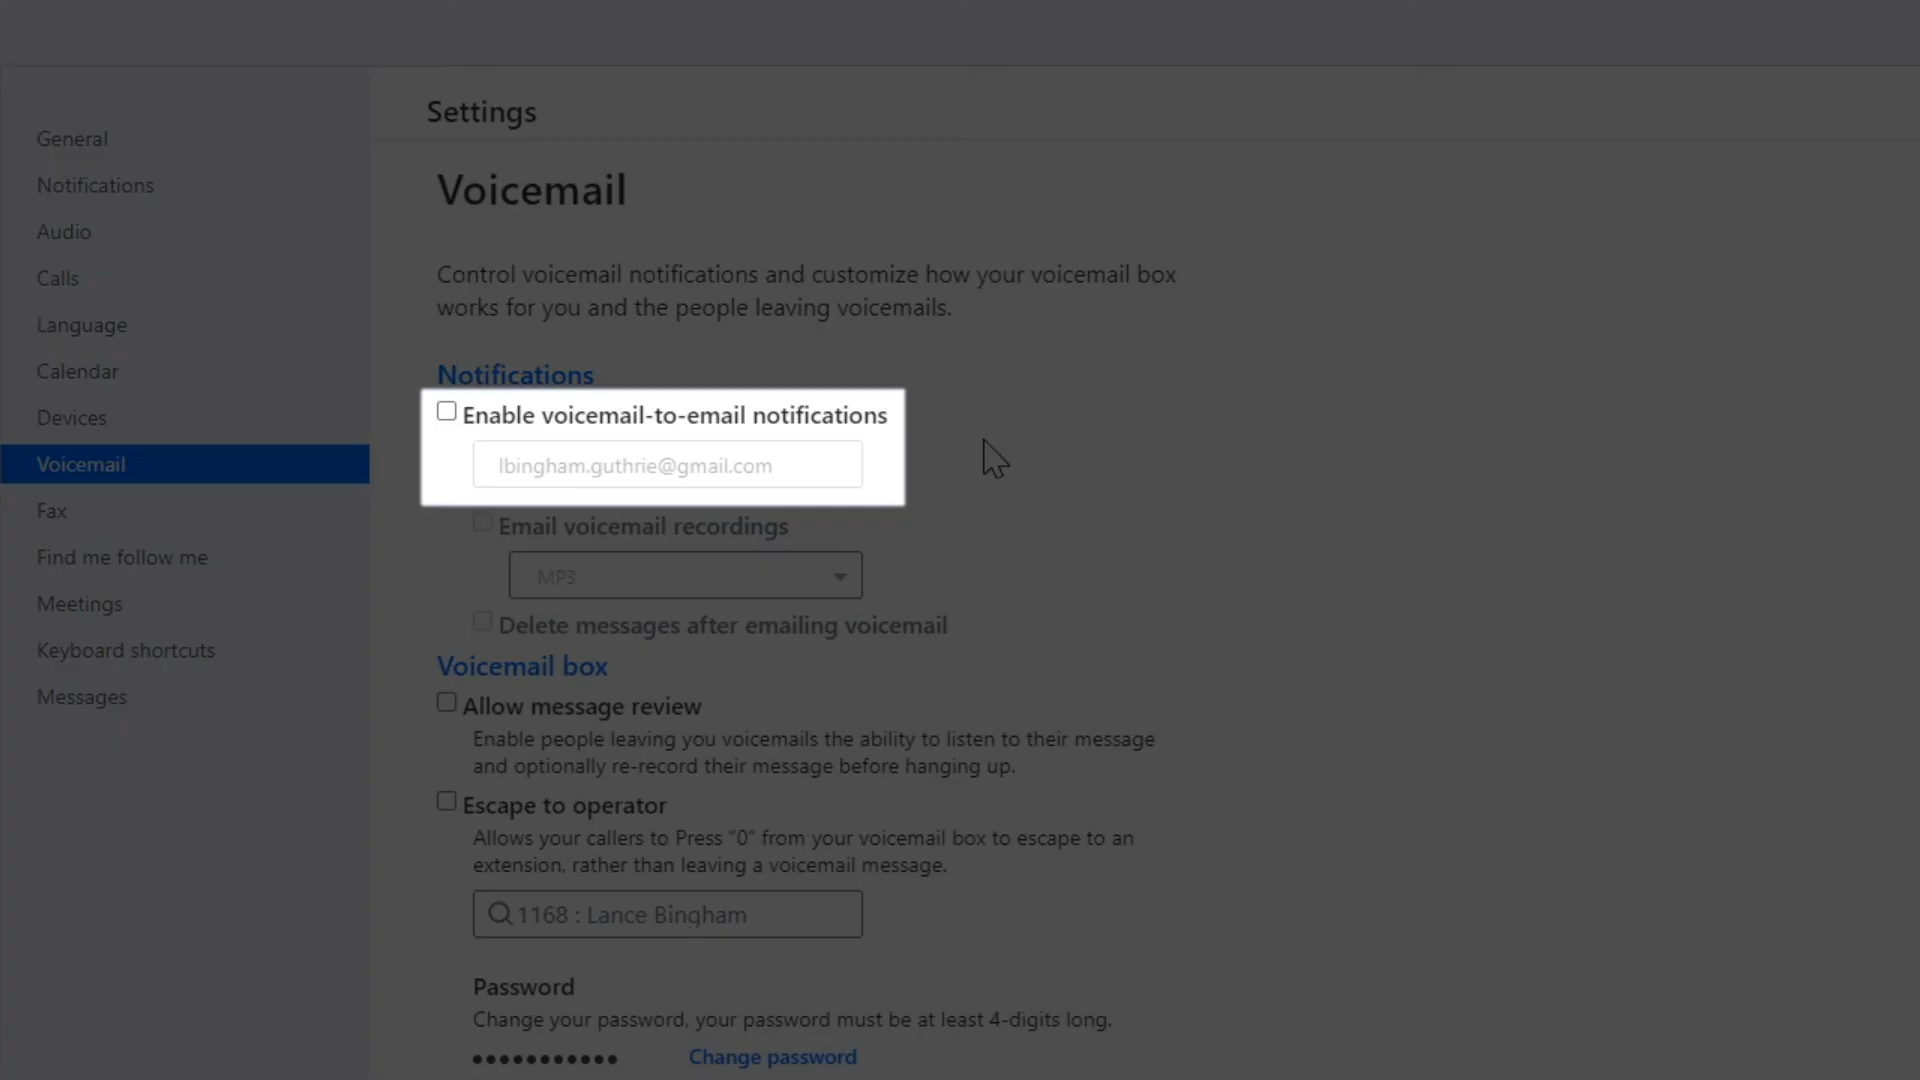 Settings
General
Notifications
Audio
Calls
Language
Calendar
Devices
Voicemail
Fax
Find me follow me
Meetings
Keyboard shortcuts
Messages
Voicemail
Control voicemail notifications and customize how your voicemail box
works for you and the people leaving voicemails.
Notifications
Enable voicemail-to-email notifications
lbingham.guthrie@gmail.com
Email voicemail recordings
MP3
Delete messages after emailing voicemail
Voicemail box
Allow message review
Enable people leaving you voicemails the ability to listen to their message
and optionally re-record their message before hanging up.
Escape to operator
Allows your callers to Press “0” from your voicemail box to escape to an
extension, rather than leaving a voicemail message.
1168 : Lance Bingham
Password
Change your password, your password must be at least 4-digits long.
Change password